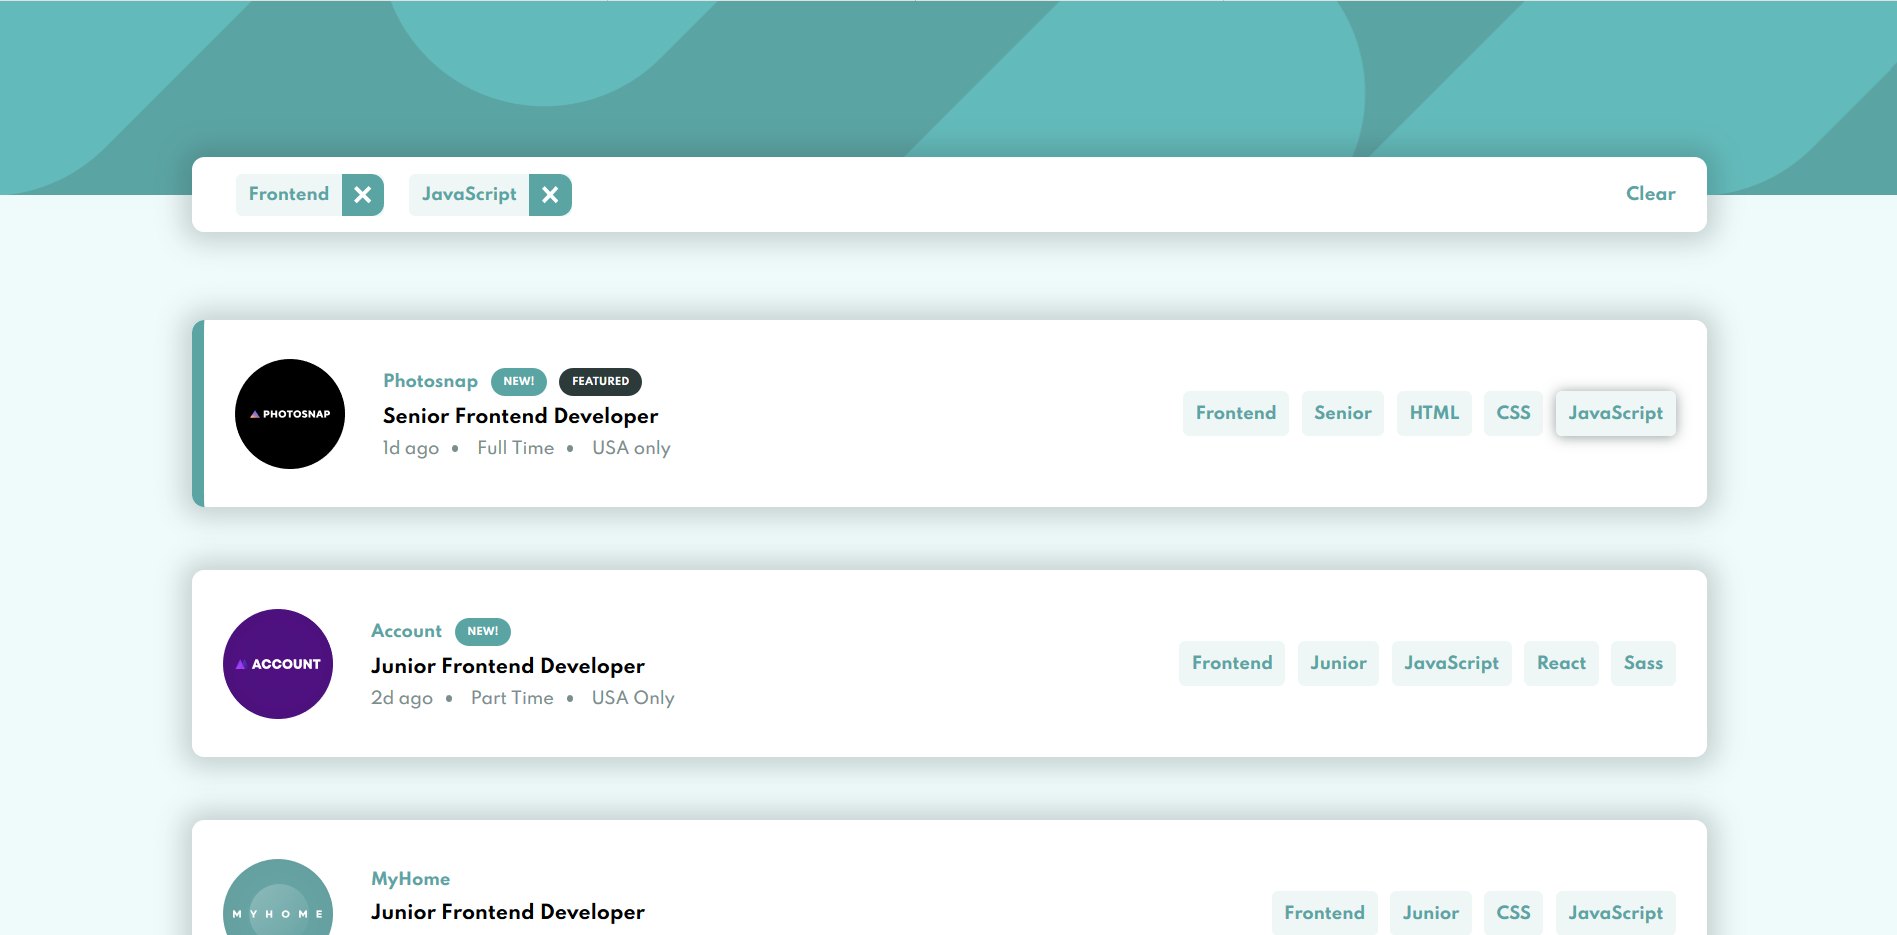 Frontend JavaScript Clear
PHOTOSNAP
Photosnap NEW! FEATURED
Senior Frontend Developer
1d ago • Full Time • USA only
Frontend Senior HTML CSS JavaScript
ACCOUNT
Account NEW!
Junior Frontend Developer
2d ago • Part Time • USA Only
Frontend Junior JavaScript React Sass
MYHOME
MyHome
Junior Frontend Developer
Frontend Junior CSS JavaScript